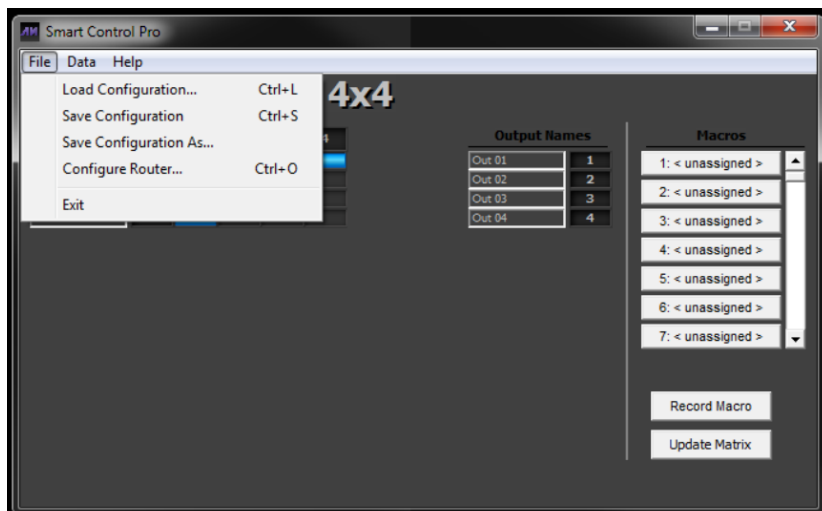 Smart Control Pro
File Data Help
Load Configuration... Ctrl+L
Save Configuration Ctrl+S
Save Configuration As...
Configure Router... Ctrl+O
Exit
4x4
4
Output Names
Out 01 1
Out 02 2
Out 03 3
Out 04 4
Macros
1: < unassigned >
2: < unassigned >
3: < unassigned >
4: < unassigned >
5: < unassigned >
6: < unassigned >
7: < unassigned >
Record Macro
Update Matrix